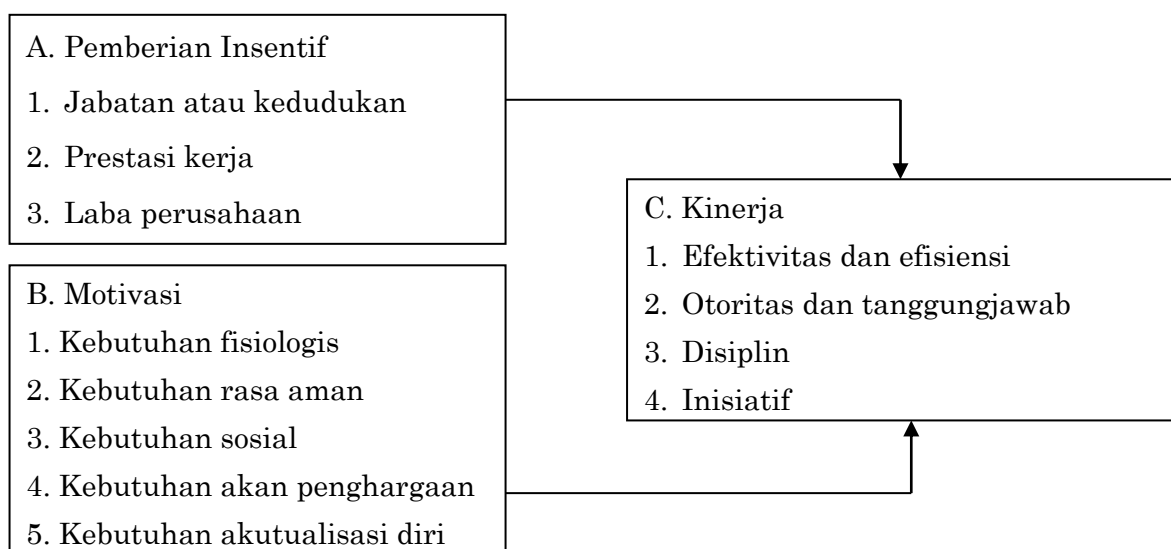 A. Pemberian Insentif
1. Jabatan atau kedudukan
2. Prestasi kerja
3. Laba perusahaan
B. Motivasi
1. Kebutuhan fisiologis
2. Kebutuhan rasa aman
3. Kebutuhan sosial
4. Kebutuhan akan penghargaan
5. Kebutuhan akutualisasi diri
C. Kinerja
1. Efektivitas dan efisiensi
2. Otoritas dan tanggungjawab
3. Disiplin
4. Inisiatif